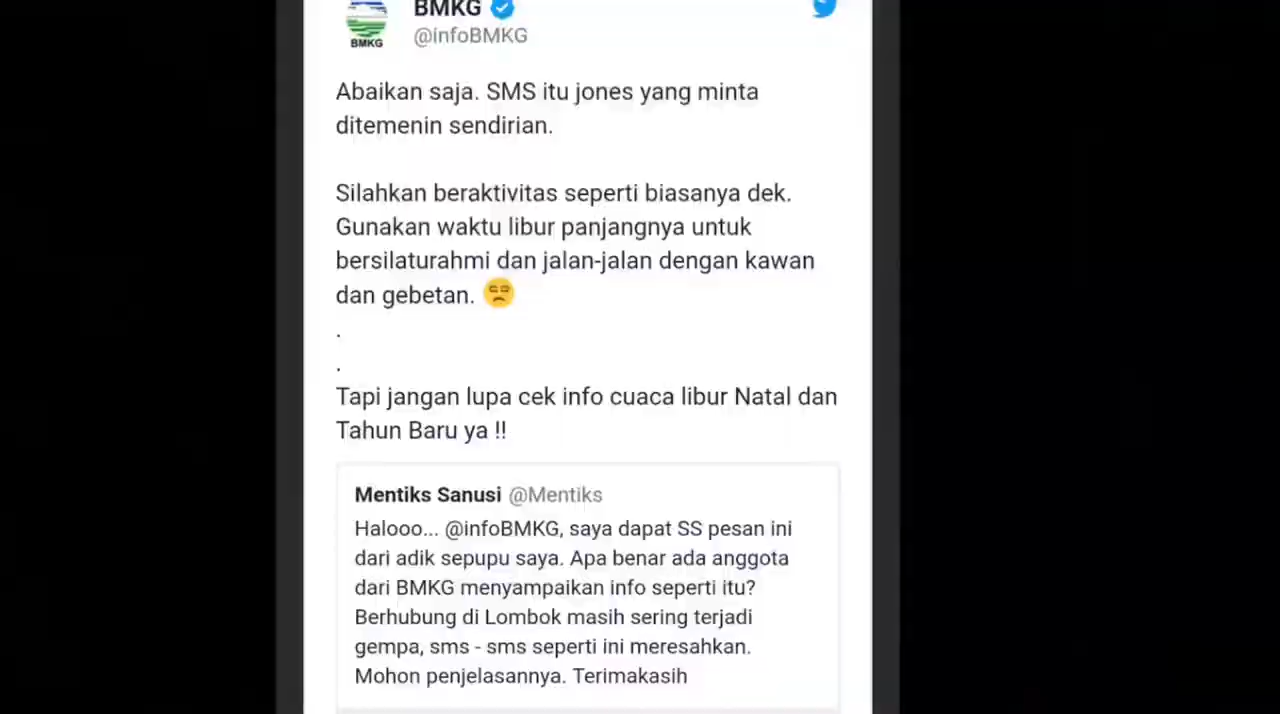 BMKG
@infoBMKG
BMKG
Abaikan saja. SMS itu jones yang minta
ditemenin sendirian.
Silahkan beraktivitas seperti biasanya dek.
Gunakan waktu libur panjangnya untuk
bersilaturahmi dan jalan-jalan dengan kawan
dan gebetan. 😒
.
.
Tapi jangan lupa cek info cuaca libur Natal dan
Tahun Baru ya !!
Mentiks Sanusi @Mentiks
Halooo... @infoBMKG, saya dapat SS pesan ini
dari adik sepupu saya. Apa benar ada anggota
dari BMKG menyampaikan info seperti itu?
Berhubung di Lombok masih sering terjadi
gempa, sms - sms seperti ini meresahkan.
Mohon penjelasannya. Terimakasih